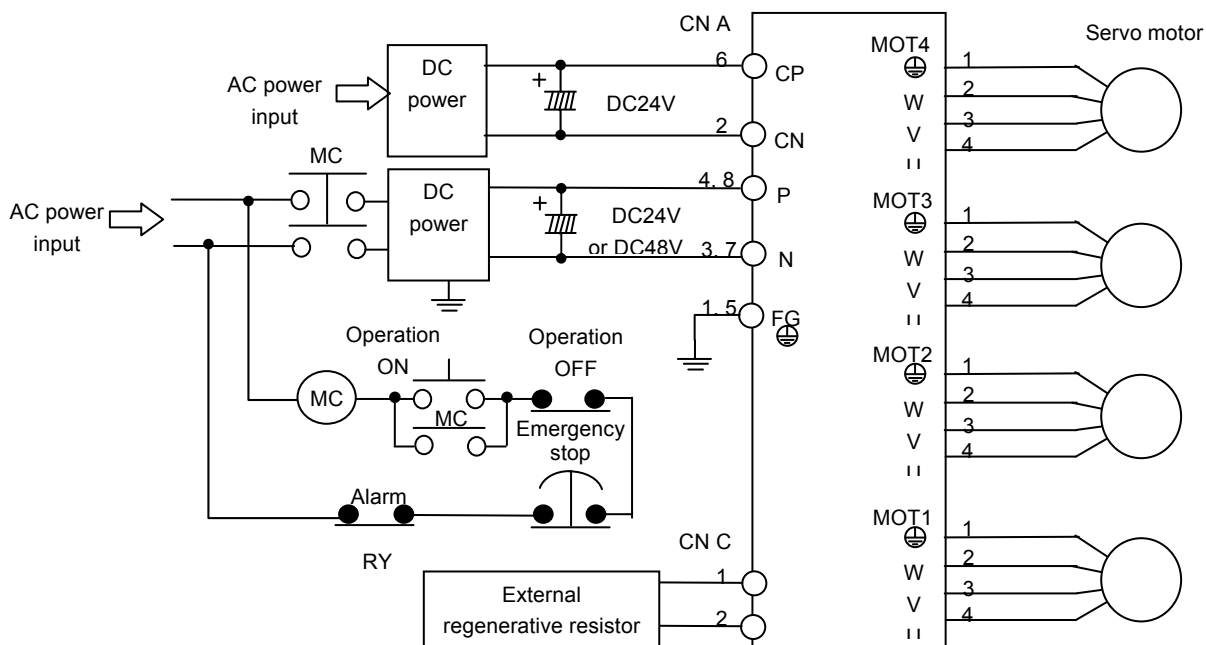 CN A
MOT4
Servo motor
AC power
input
DC
power
+
DC24V
6
CP
2
CN
1
2
3
4
W
V
MC
AC power
input
DC
power
+
DC24V
or DC48V
4, 8
P
3, 7
N
MOT3
1
2
3
4
W
V
1, 5
FG
Operation
ON
Operation
OFF
MC
MC
Emergency
stop
MOT2
1
2
3
4
W
V
Alarm
RY
CN C
External
regenerative resistor
1
2
MOT1
1
2
3
4
W
V